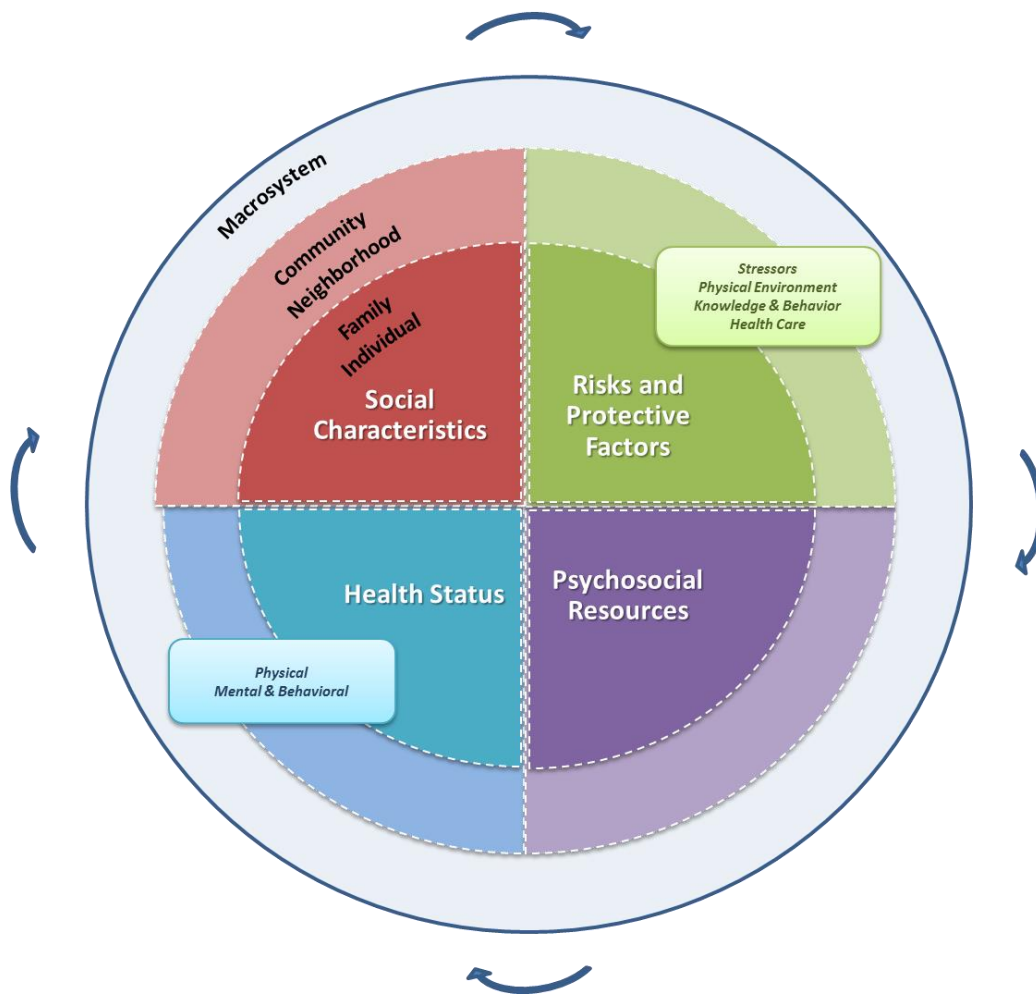 Macrosystem
Community
Neighborhood
Family
Individual
Social
Characteristics
Stressors
Physical Environment
Knowledge & Behavior
Health Care
Risks and
Protective
Factors
Health Status
Psychosocial
Resources
Physical
Mental & Behavioral